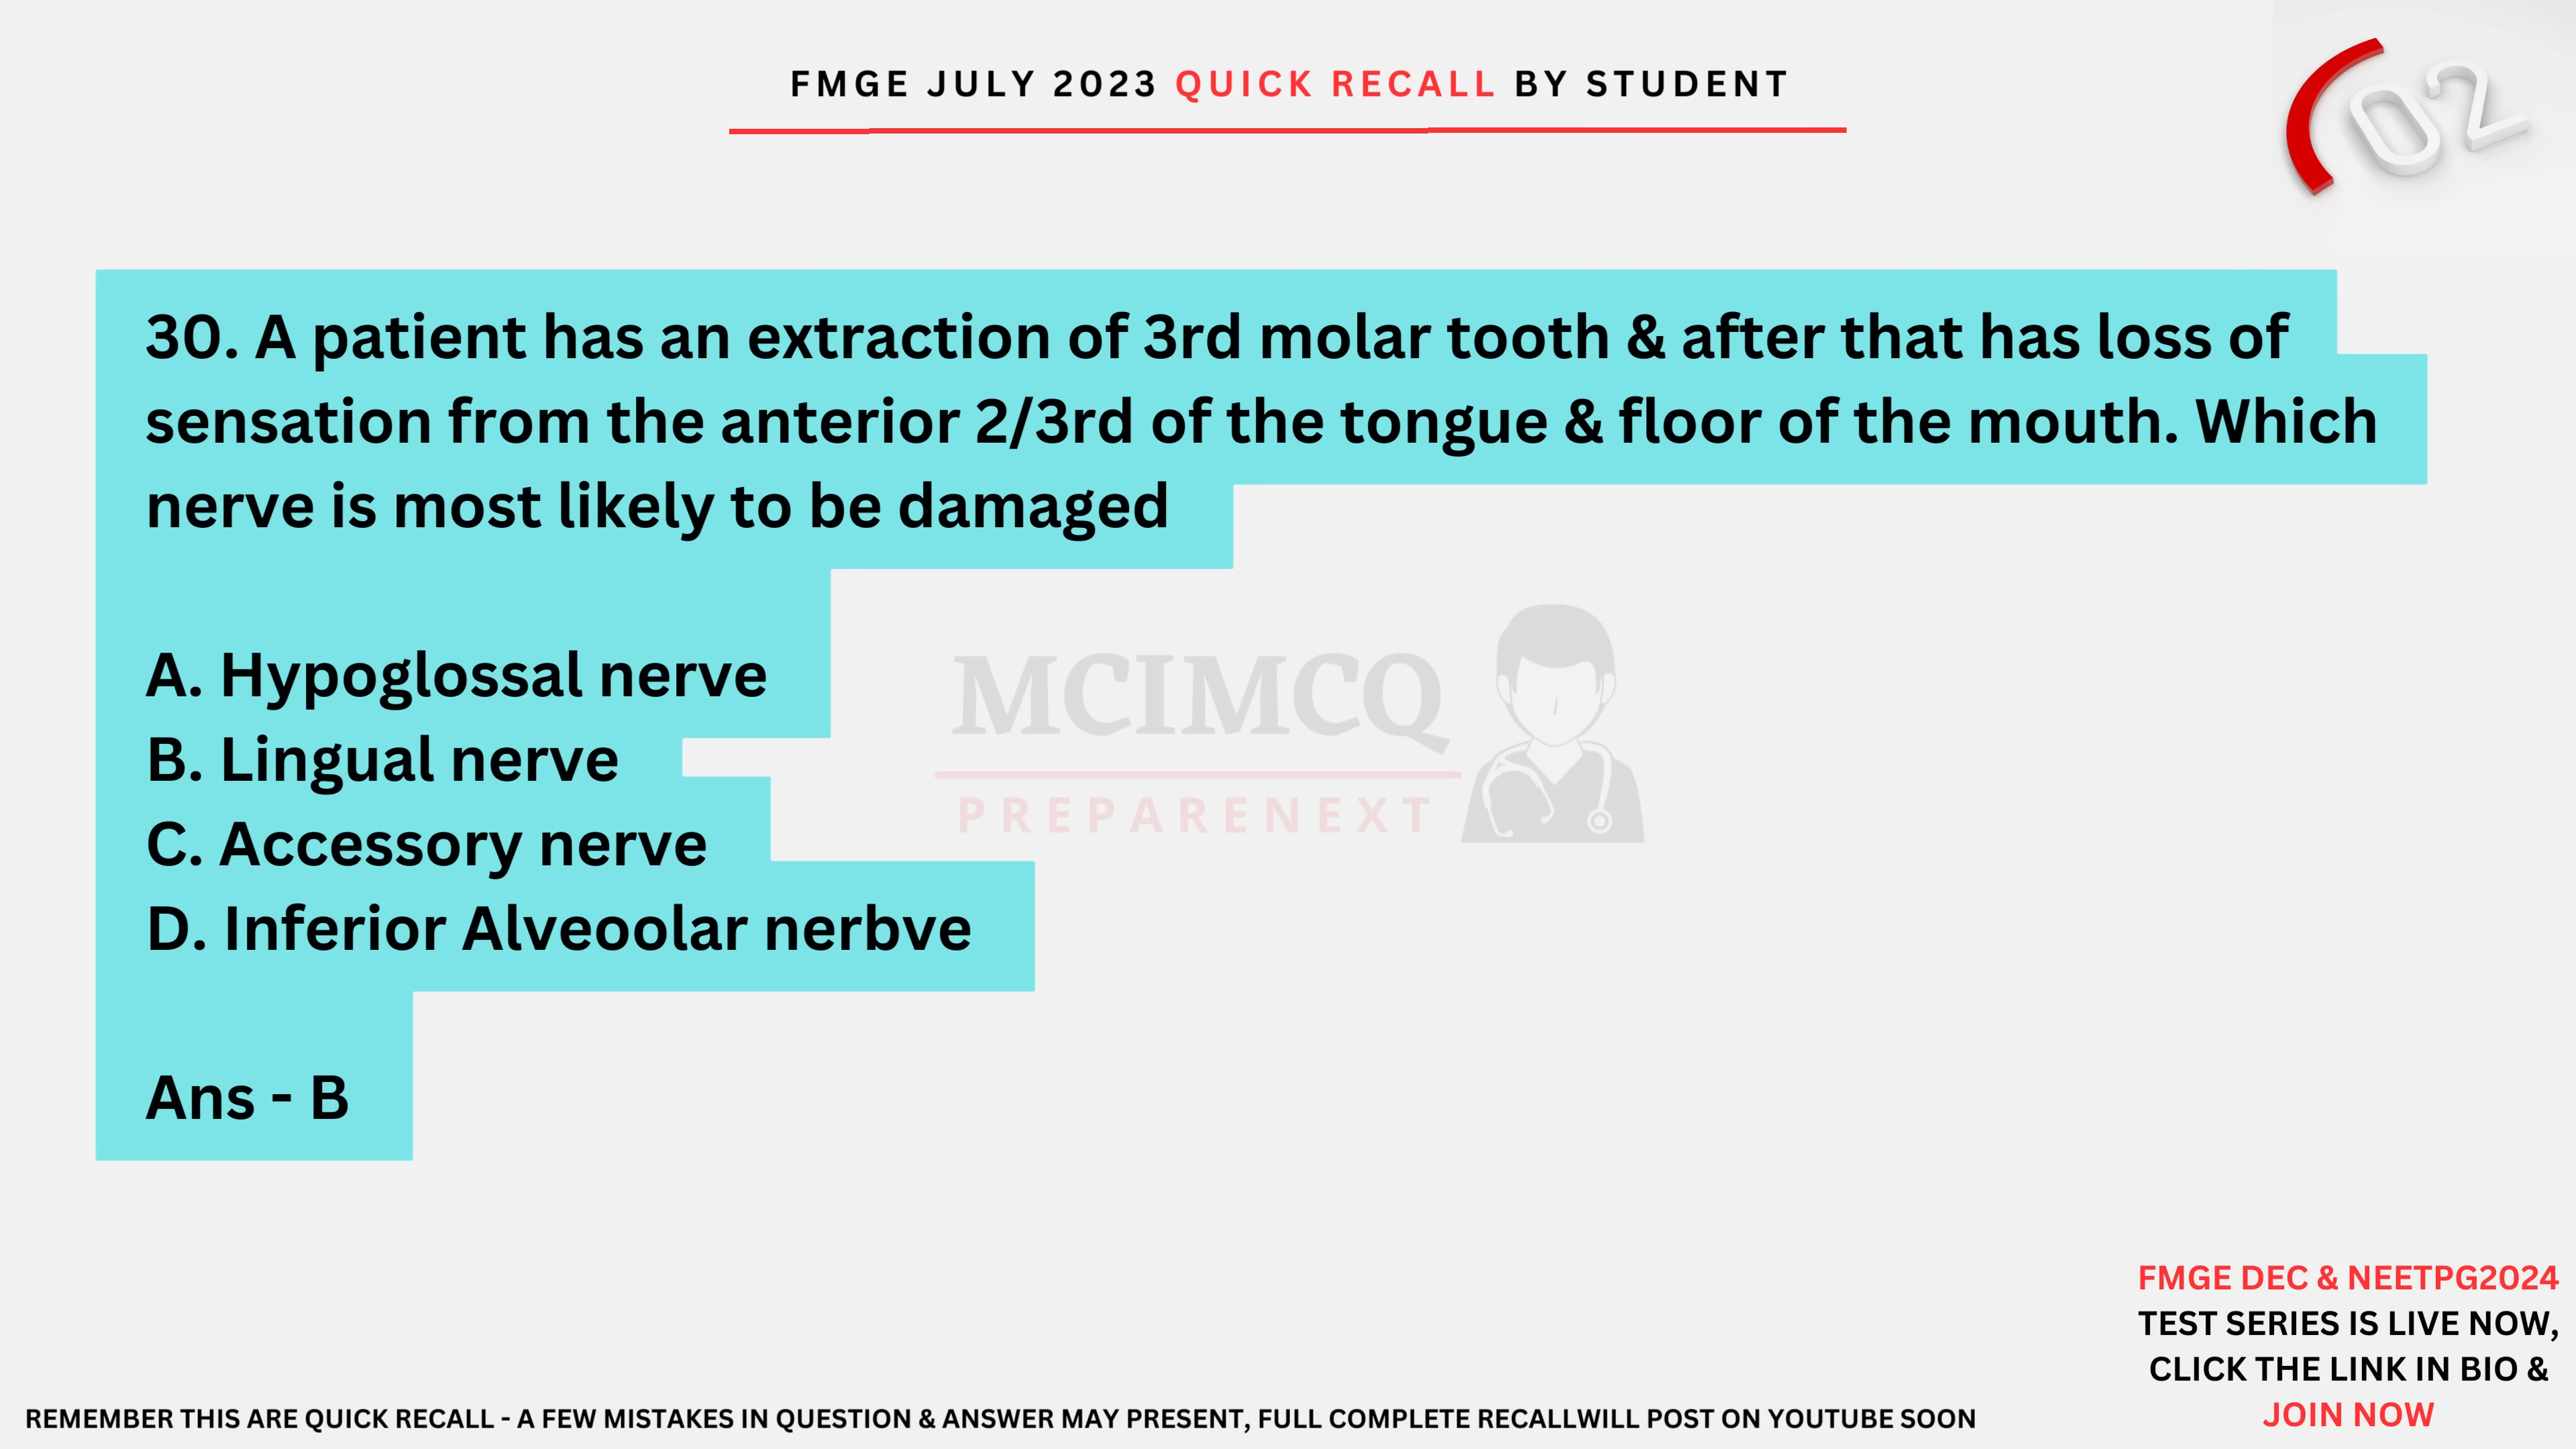 FMGE JULY 2023 QUICK RECALL BY STUDENT
02
30. A patient has an extraction of 3rd molar tooth & after that has loss of
sensation from the anterior 2/3rd of the tongue & floor of the mouth. Which
nerve is most likely to be damaged
A. Hypoglossal nerve
B. Lingual nerve
C. Accessory nerve
D. Inferior Alveoolar nerbve
Ans - B
MCIMCQ
PREPARENEXT
FMGE DEC & NEETPG2024
TEST SERIES IS LIVE NOW,
CLICK THE LINK IN BIO &
JOIN NOW
REMEMBER THIS ARE QUICK RECALL - A FEW MISTAKES IN QUESTION & ANSWER MAY PRESENT, FULL COMPLETE RECALLWILL POST ON YOUTUBE SOON